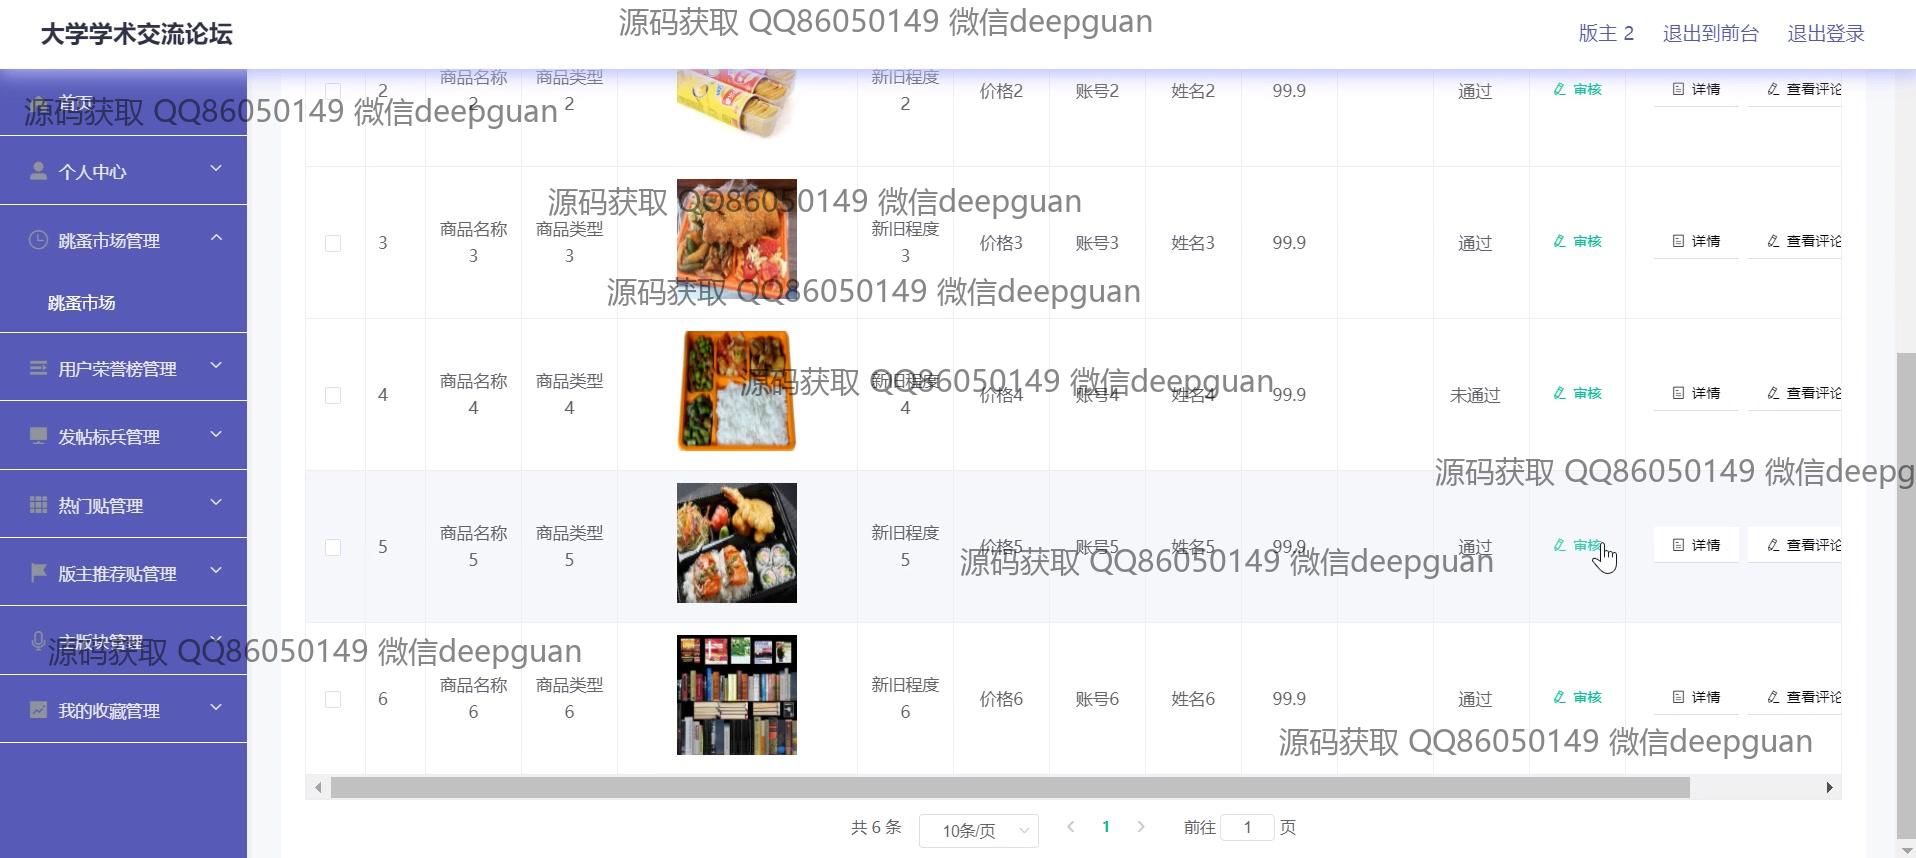 大学学术交流论坛
源码获取 QQ86050149 微信deepguan
版主 2
退出到前台
退出登录
首页
源码获取 QQ86050149 微信deepguan
个人中心
跳蚤市场管理
跳蚤市场
用户荣誉榜管理
发帖标兵管理
热门贴管理
版主推荐贴管理
主版块管理
源码获取 QQ86050149 微信deepguan
我的收藏管理
2
商品名称
2
商品类型
2
新旧程度
2
价格2
账号2
姓名2
99.9
通过
审核
详情
查看评论
源码获取 QQ86050149 微信deepguan
3
商品名称
3
商品类型
3
新旧程度
3
价格3
账号3
姓名3
99.9
通过
审核
详情
查看评论
源码获取 QQ86050149 微信deepguan
4
商品名称
4
商品类型
4
新旧程度
4
价格4
账号4
姓名4
99.9
未通过
审核
详情
查看评论
源码获取 QQ86050149 微信deepguan
源码获取 QQ86050149 微信deepg
5
商品名称
5
商品类型
5
新旧程度
5
价格5
账号5
姓名5
99.9
通过
审核
详情
查看评论
源码获取 QQ86050149 微信deepguan
6
商品名称
6
商品类型
6
新旧程度
6
价格6
账号6
姓名6
99.9
通过
审核
详情
查看评论
源码获取 QQ86050149 微信deepguan
共 6 条
10条/页
1
前往 1 页